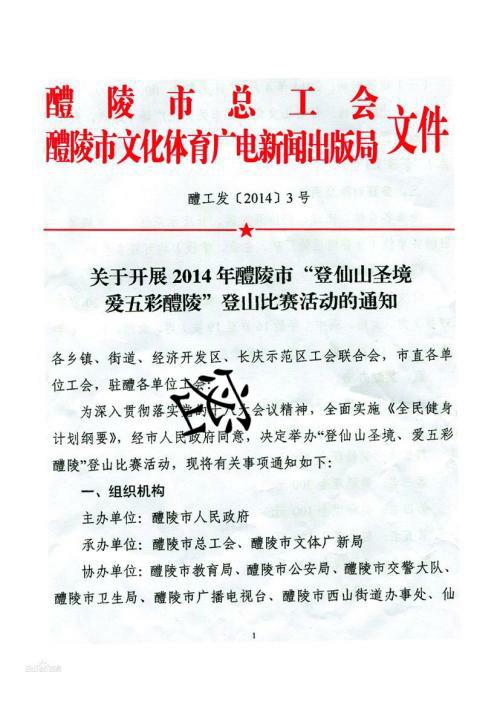 醴陵市总工会
醴陵市文化体育广电新闻出版局 文件
醴工发〔2014〕3号
关于开展2014年醴陵市“登仙山圣境
爱五彩醴陵”登山比赛活动的通知
各乡镇、街道、经济开发区、长庆示范区工会联合会，市直各单
位工会，驻醴各单位工会：
为深入贯彻落实党的十八大会议精神，全面实施《全民健身
计划纲要》，经市人民政府同意，决定举办“登仙山圣境、爱五彩
醴陵”登山比赛活动，现将有关事项通知如下：
一、组织机构
主办单位：醴陵市人民政府
承办单位：醴陵市总工会、醴陵市文体广新局
协办单位：醴陵市教育局、醴陵市公安局、醴陵市交警大队、
醴陵市卫生局、醴陵市广播电视台、醴陵市西山街道办事处、仙
1